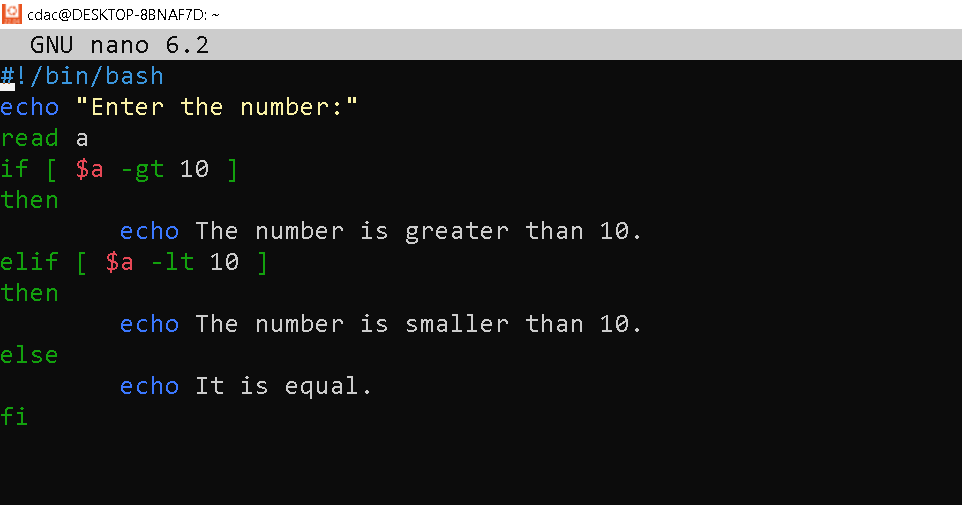 cdac@DESKTOP-8BNAF7D: ~
GNU nano 6.2
#!/bin/bash
echo "Enter the number:"
read a
if [ $a -gt 10 ]
then
        echo The number is greater than 10.
elif [ $a -lt 10 ]
then
        echo The number is smaller than 10.
else
        echo It is equal.
fi